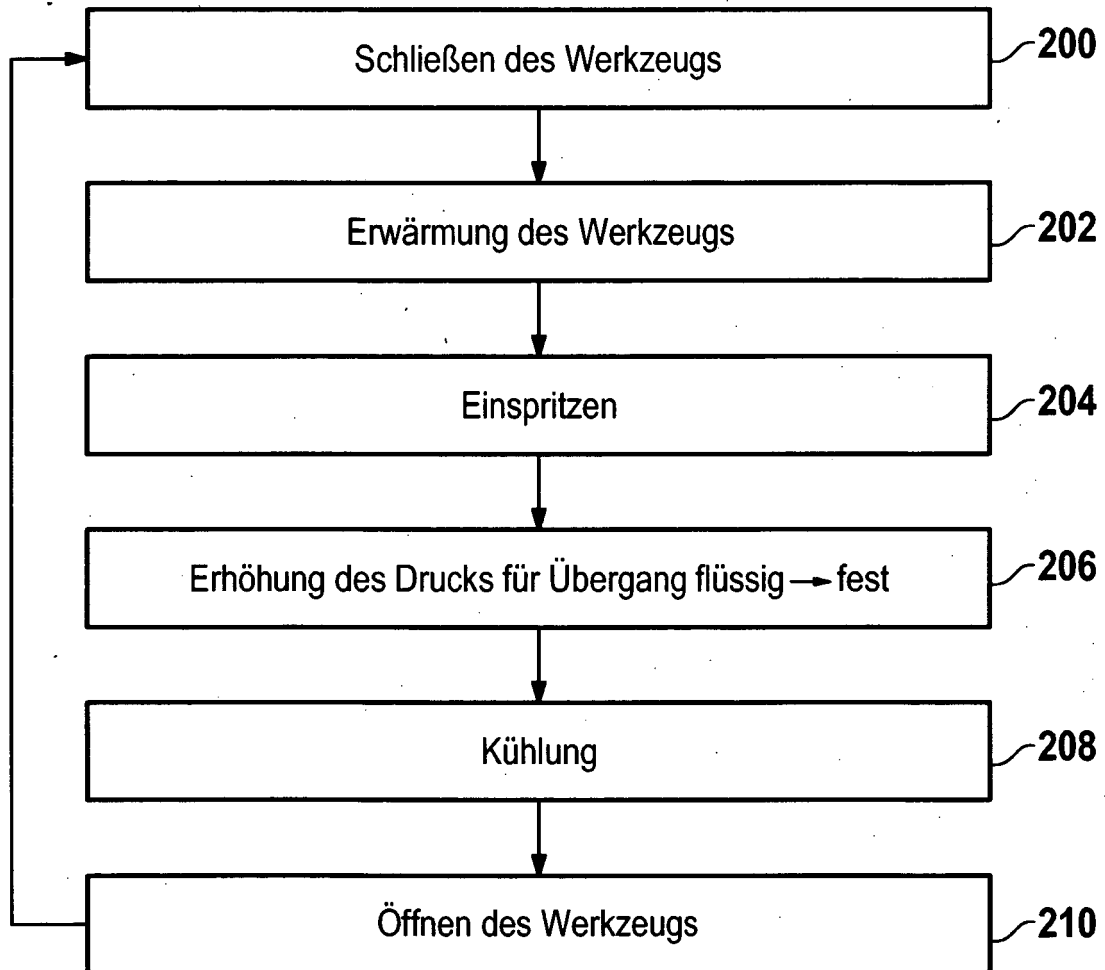 Schließen des Werkzeugs 200
Erwärmung des Werkzeugs 202
Einspritzen 204
Erhöhung des Drucks für Übergang flüssig → fest 206
Kühlung 208
Öffnen des Werkzeugs 210